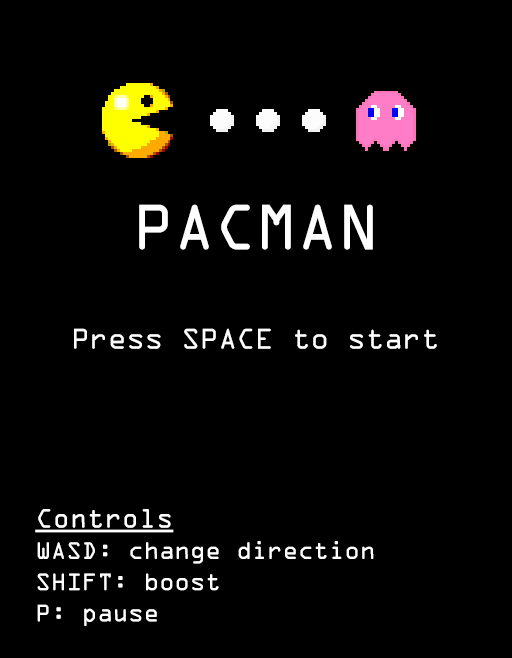 PACMAN
Press SPACE to start
Controls
WASD: change direction
SHIFT: boost
P: pause